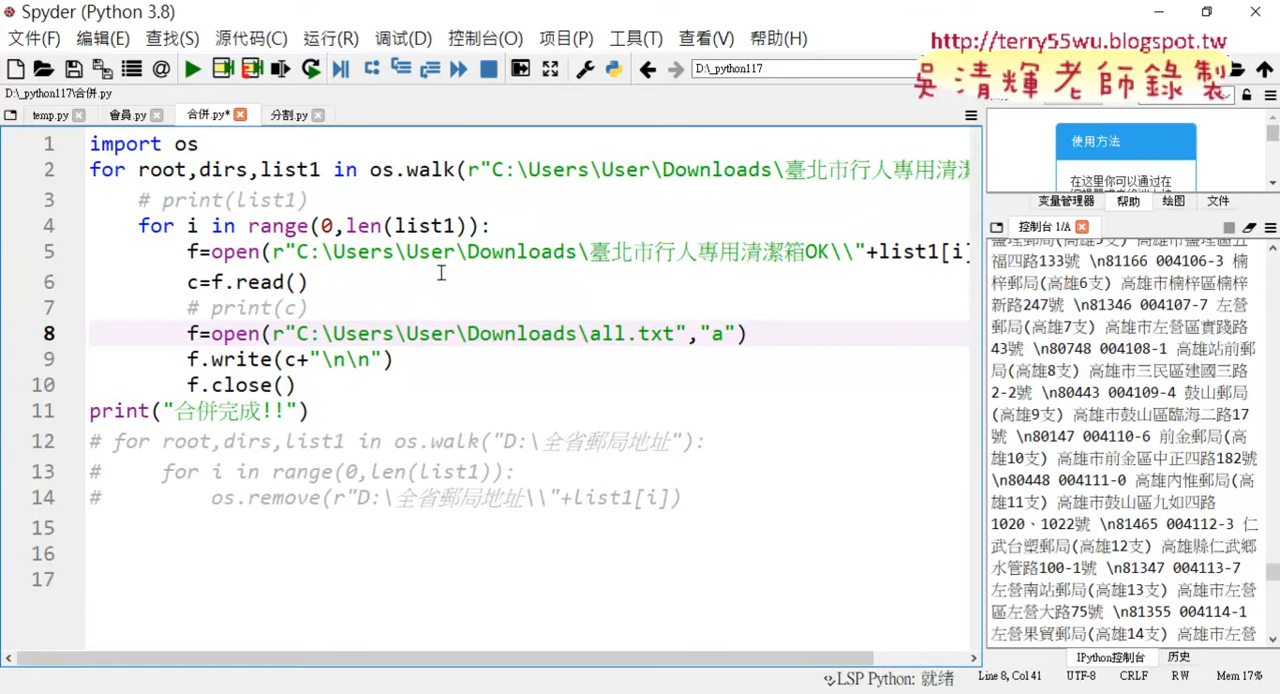 Spyder (Python 3.8)
文件(F) 编辑(E) 查找(S) 源代码(C) 运行(R) 调试(D) 控制台(O) 项目(P) 工具(T) 查看(V) 帮助(H)
http://terry55wu.blogspot.tw
吳清輝老師錄製
D:\_python117
D:\_python117\合併.py
temp.py 會員.py 合併.py* 分割.py
1 import os
2 for root,dirs,list1 in os.walk(r"C:\Users\User\Downloads\臺北市行人專用清潔
3 # print(list1)
4 for i in range(0,len(list1)):
5 f=open(r"C:\Users\User\Downloads\臺北市行人專用清潔箱OK\\"+list1[i]
6 c=f.read()
7 # print(c)
8 f=open(r"C:\Users\User\Downloads\all.txt","a")
9 f.write(c+"\n\n")
10 f.close()
11 print("合併完成!!")
12 # for root,dirs,list1 in os.walk("D:\全省郵局地址"):
13 # for i in range(0,len(list1)):
14 # os.remove(r"D:\全省郵局地址\\"+list1[i])
15
16
17
使用方法
在这里你可以通过在
变量管理器 帮助 绘图 文件
控制台 1/A
福四路133號 \n81166 004106-3 楠
梓郵局(高雄6支) 高雄市楠梓區楠梓
新路247號 \n81346 004107-7 左營
郵局(高雄7支) 高雄市左營區實踐路
43號 \n80748 004108-1 高雄站前郵
局(高雄8支) 高雄市三民區建國三路
2-2號 \n80443 004109-4 鼓山郵局
(高雄9支) 高雄市鼓山區臨海二路17
號 \n80147 004110-6 前金郵局(高
雄10支) 高雄市前金區中正四路182號
\n80448 004111-0 高雄內惟郵局(高
雄11支) 高雄市鼓山區九如四路
1020、1022號 \n81465 004112-3 仁
武台塑郵局(高雄12支) 高雄縣仁武鄉
水管路100-1號 \n81347 004113-7
左營南站郵局(高雄13支) 高雄市左營
區左營大路75號 \n81355 004114-1
左營果貿郵局(高雄14支) 高雄市左營
IPython控制台 历史
LSP Python: 就绪 Line 8, Col 41 UTF-8 CRLF RW Mem 17%